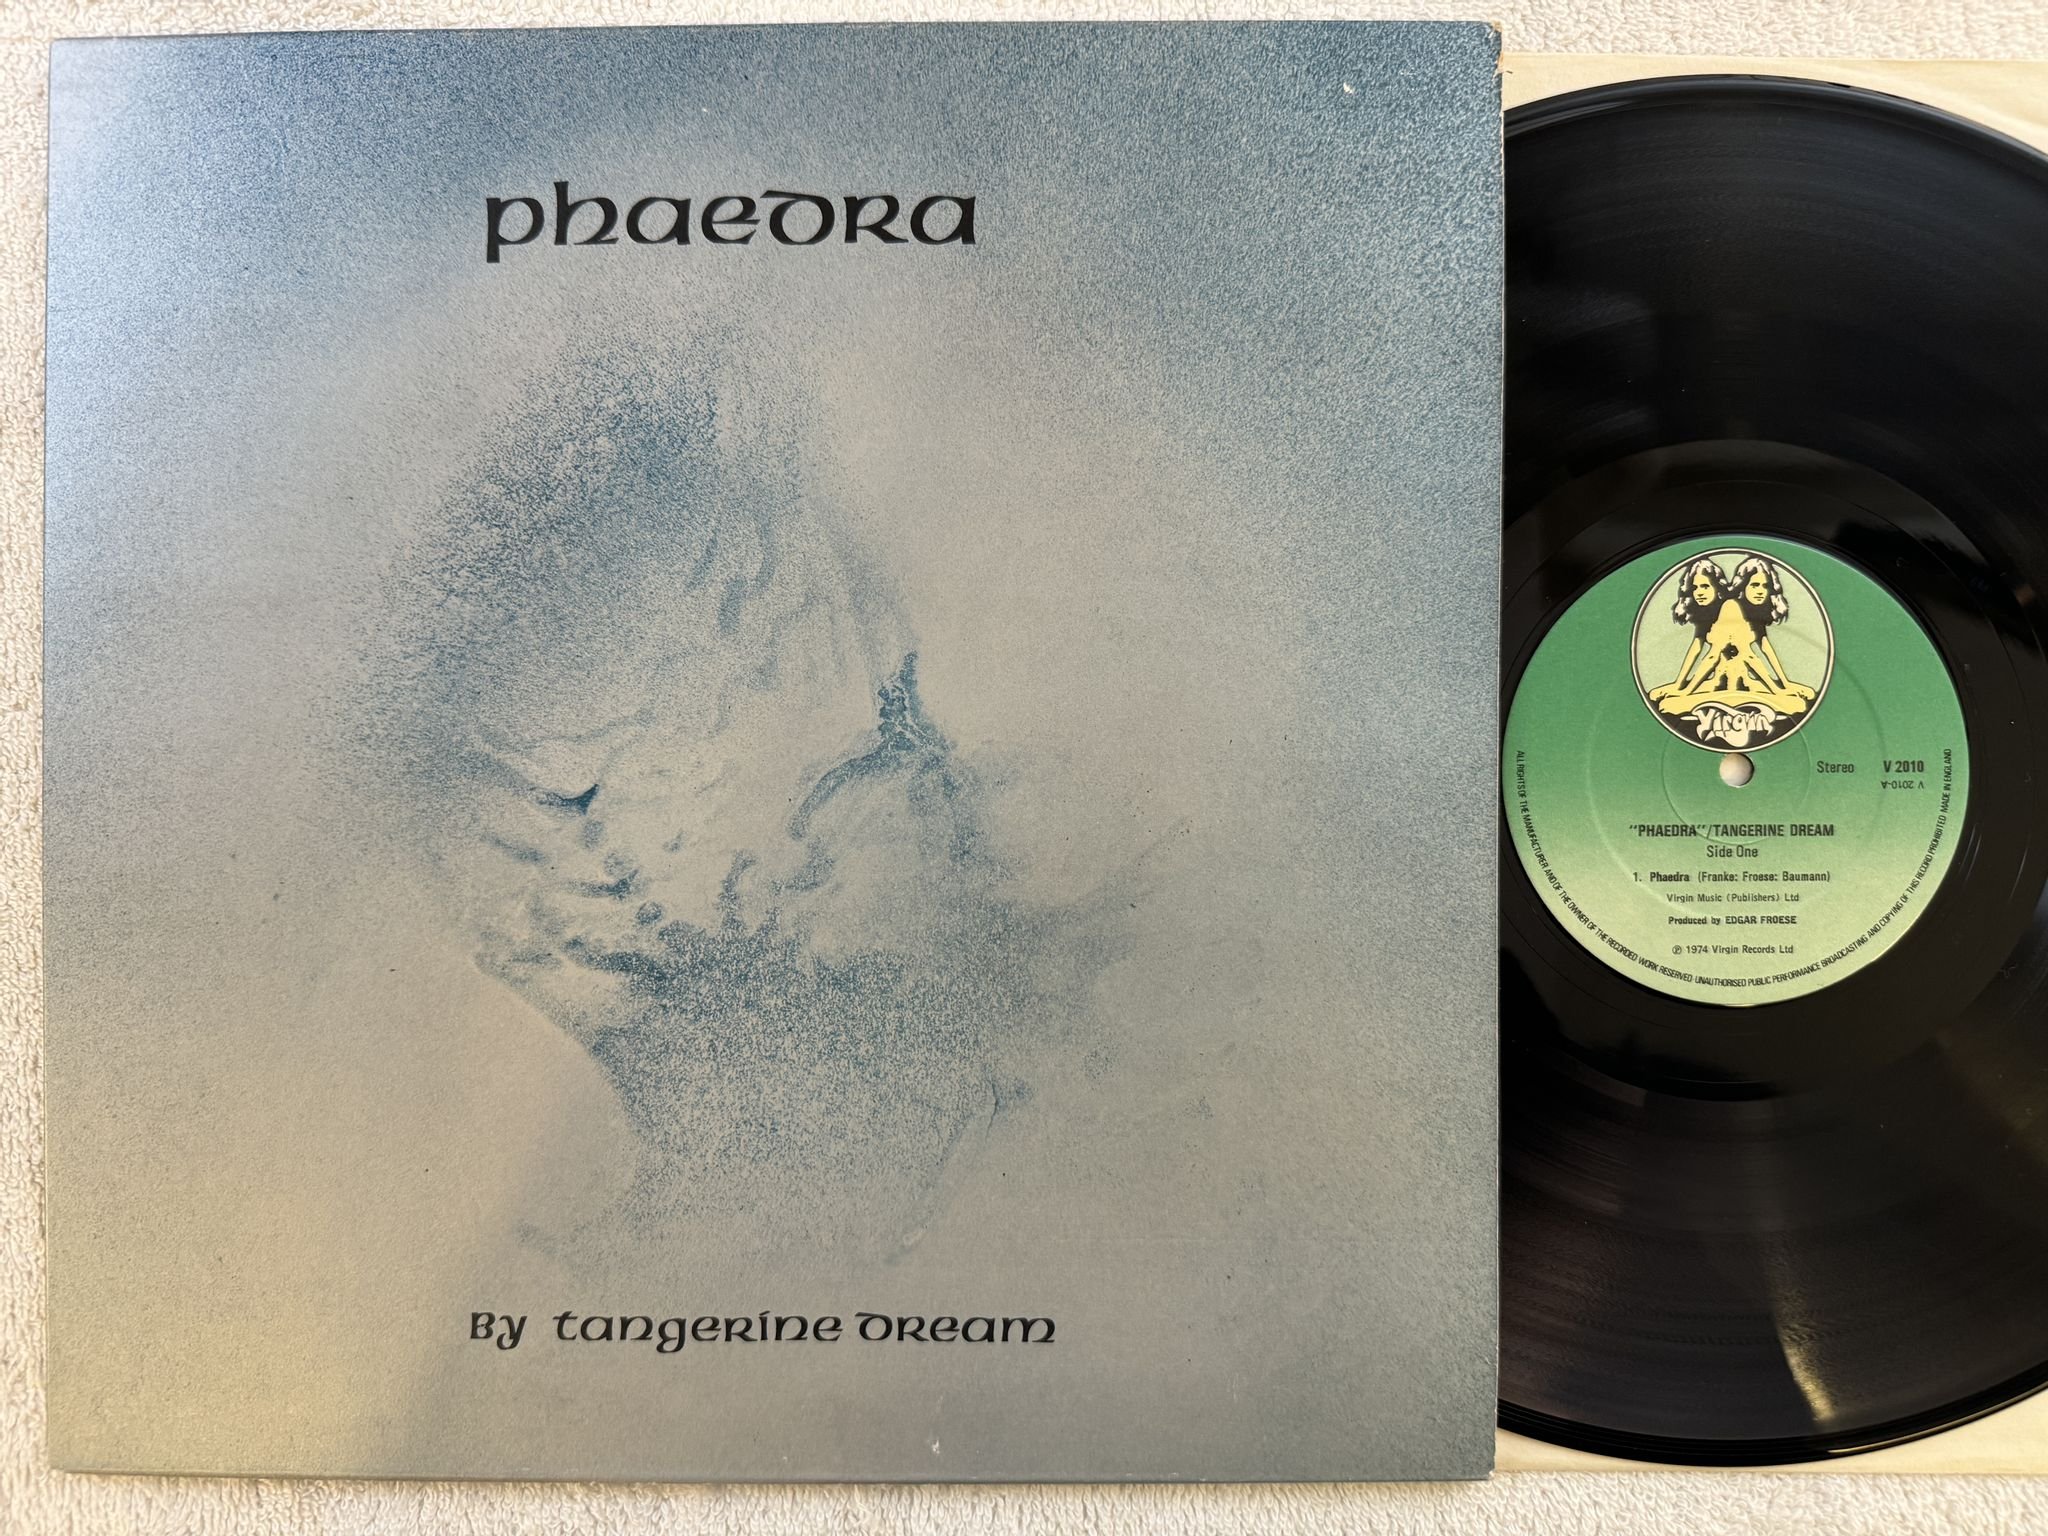 phaedra
By tangerine dream
Virgin
Stereo V 2010
V 2010-A
"PHAEDRA"/TANGERINE DREAM
Side One
1. Phaedra (Franke: Froese: Baumann)
Virgin Music (Publishers) Ltd
Produced by EDGAR FROESE
℗ 1974 Virgin Records Ltd
ALL RIGHTS OF THE MANUFACTURER AND OF THE OWNER OF THE RECORDED WORK RESERVED UNAUTHORISED PUBLIC PERFORMANCE BROADCASTING AND COPYING OF THIS RECORD PROHIBITED MADE IN ENGLAND